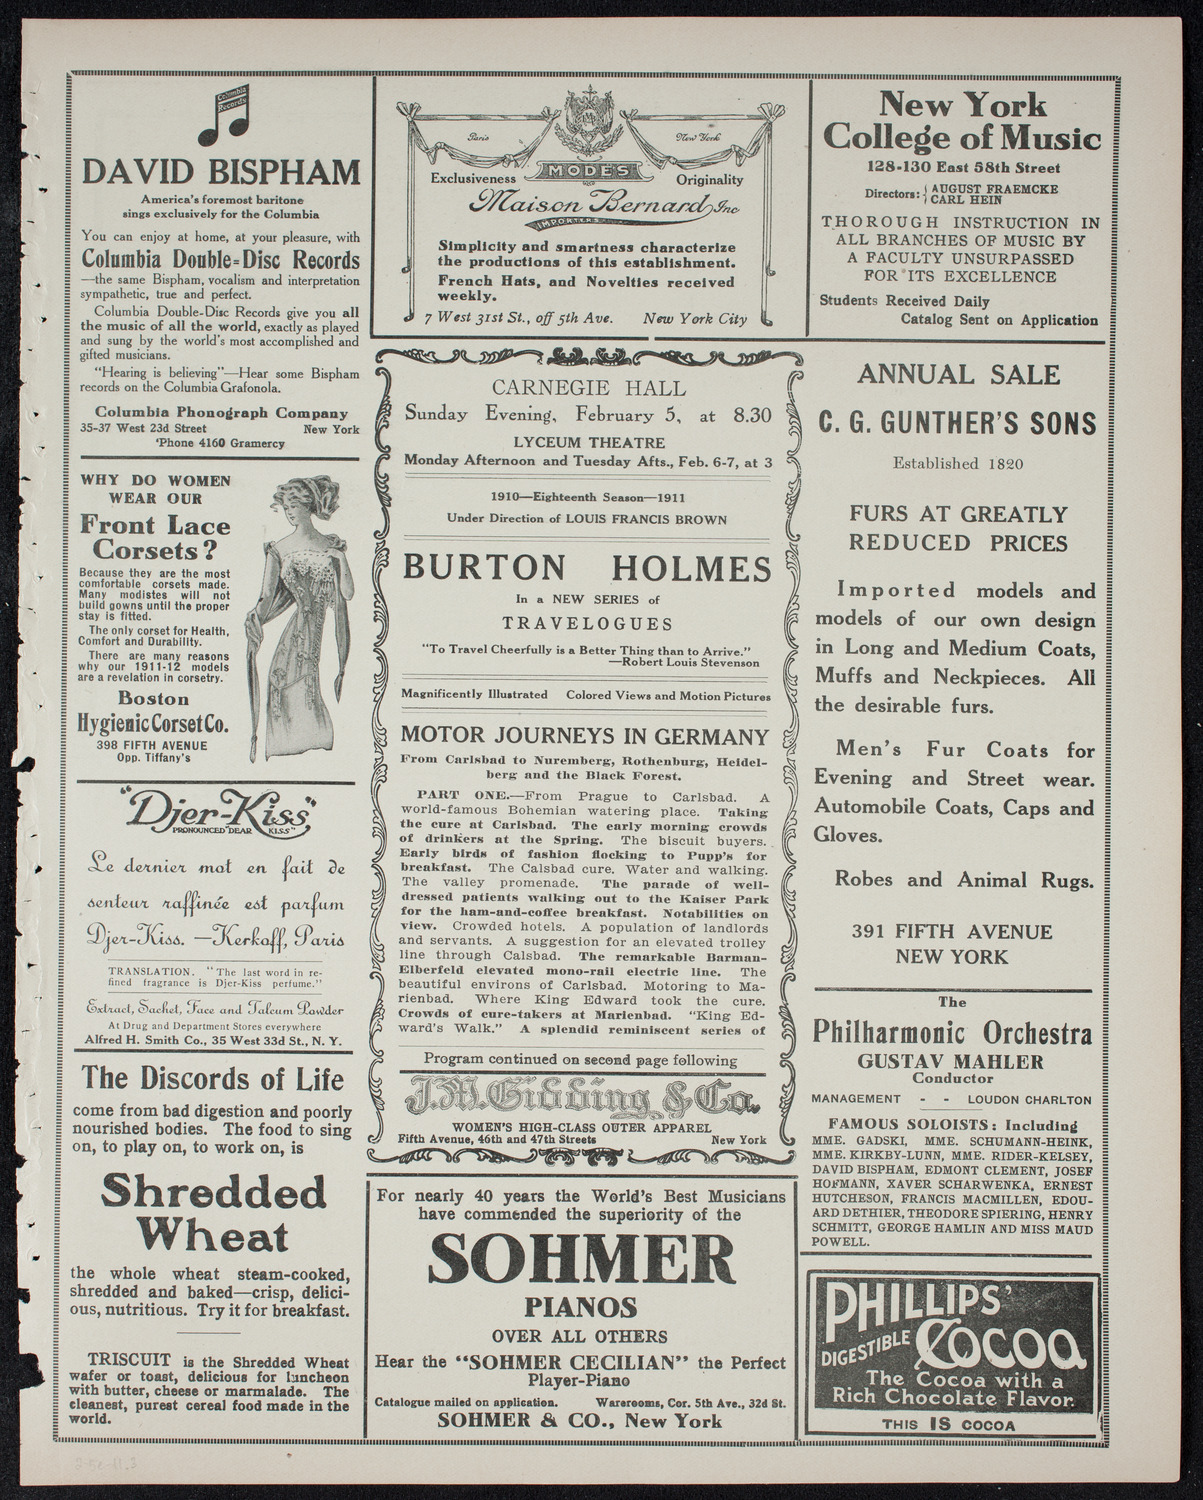 Columbia
Records
DAVID BISPHAM
America's foremost baritone
sings exclusively for the Columbia
You can enjoy at home, at your pleasure, with
Columbia Double=Disc Records
—the same Bispham, vocalism and interpretation
sympathetic, true and perfect.
Columbia Double-Disc Records give you all
the music of all the world, exactly as played
and sung by the world's most accomplished and
gifted musicians.
"Hearing is believing"—Hear some Bispham
records on the Columbia Grafonola.
Columbia Phonograph Company
35-37 West 23d Street New York
'Phone 4160 Gramercy
WHY DO WOMEN
WEAR OUR
Front Lace
Corsets?
Because they are the most
comfortable corsets made.
Many modistes will not
build gowns until the proper
stay is fitted.
The only corset for Health,
Comfort and Durability.
There are many reasons
why our 1911-12 models
are a revelation in corsetry.
Boston
Hygienic Corset Co.
398 FIFTH AVENUE
Opp. Tiffany's
"Djer-Kiss"
PRONOUNCED "DEAR KISS"
Le dernier mot en fait de
senteur raffinée est parfum
Djer-Kiss. —Kerkoff, Paris
TRANSLATION. "The last word in re-
fined fragrance is Djer-Kiss perfume."
Extract, Sachet, Face and Talcum Powder
At Drug and Department Stores everywhere
Alfred H. Smith Co., 35 West 33d St., N. Y.
The Discords of Life
come from bad digestion and poorly
nourished bodies. The food to sing
on, to play on, to work on, is
Shredded
Wheat
the whole wheat steam-cooked,
shredded and baked—crisp, delici-
ous, nutritious. Try it for breakfast.
TRISCUIT is the Shredded Wheat
wafer or toast, delicious for luncheon
with butter, cheese or marmalade. The
cleanest, purest cereal food made in the
world.
Paris New York
MODES
Exclusiveness Originality
Maison Bernard Inc
IMPORTERS
Simplicity and smartness characterize
the productions of this establishment.
French Hats, and Novelties received
weekly.
7 West 31st St., off 5th Ave. New York City
CARNEGIE HALL
Sunday Evening, February 5, at 8.30
LYCEUM THEATRE
Monday Afternoon and Tuesday Afts., Feb. 6-7, at 3
1910—Eighteenth Season—1911
Under Direction of LOUIS FRANCIS BROWN
BURTON HOLMES
In a NEW SERIES of
TRAVELOGUES
"To Travel Cheerfully is a Better Thing than to Arrive."
—Robert Louis Stevenson
Magnificently Illustrated Colored Views and Motion Pictures
MOTOR JOURNEYS IN GERMANY
From Carlsbad to Nuremberg, Rothenburg, Heidel-
berg and the Black Forest.
PART ONE.—From Prague to Carlsbad. A
world-famous Bohemian watering place. Taking
the cure at Carlsbad. The early morning crowds
of drinkers at the Spring. The biscuit buyers.
Early birds of fashion flocking to Pupp's for
breakfast. The Calsbad cure. Water and walking.
The valley promenade. The parade of well-
dressed patients walking out to the Kaiser Park
for the ham-and-coffee breakfast. Notabilities on
view. Crowded hotels. A population of landlords
and servants. A suggestion for an elevated trolley
line through Calsbad. The remarkable Barman-
Elberfeld elevated mono-rail electric line. The
beautiful environs of Carlsbad. Motoring to Ma-
rienbad. Where King Edward took the cure.
Crowds of cure-takers at Marienbad. "King Ed-
ward's Walk." A splendid reminiscent series of
Program continued on second page following
J.M. Gidding & Co.
WOMEN'S HIGH-CLASS OUTER APPAREL
Fifth Avenue, 46th and 47th Streets New York
For nearly 40 years the World's Best Musicians
have commended the superiority of the
SOHMER
PIANOS
OVER ALL OTHERS
Hear the "SOHMER CECILIAN" the Perfect
Player-Piano
Catalogue mailed on application. Warerooms, Cor. 5th Ave., 32d St.
SOHMER & CO., New York
New York
College of Music
128-130 East 58th Street
Directors: { AUGUST FRAEMCKE
CARL HEIN
THOROUGH INSTRUCTION IN
ALL BRANCHES OF MUSIC BY
A FACULTY UNSURPASSED
FOR ITS EXCELLENCE
Students Received Daily
Catalog Sent on Application
ANNUAL SALE
C. G. GUNTHER'S SONS
Established 1820
FURS AT GREATLY
REDUCED PRICES
Imported models and
models of our own design
in Long and Medium Coats,
Muffs and Neckpieces. All
the desirable furs.
Men's Fur Coats for
Evening and Street wear.
Automobile Coats, Caps and
Gloves.
Robes and Animal Rugs.
391 FIFTH AVENUE
NEW YORK
The
Philharmonic Orchestra
GUSTAV MAHLER
Conductor
MANAGEMENT - - LOUDON CHARLTON
FAMOUS SOLOISTS: Including
MME. GADSKI, MME. SCHUMANN-HEINK,
MME. KIRKBY-LUNN, MME. RIDER-KELSEY,
DAVID BISPHAM, EDMONT CLEMENT, JOSEF
HOFMANN, XAVER SCHARWENKA, ERNEST
HUTCHESON, FRANCIS MACMILLEN, EDOU-
ARD DETHIER, THEODORE SPIERING, HENRY
SCHMITT, GEORGE HAMLIN AND MISS MAUD
POWELL.
PHILLIPS'
DIGESTIBLE COCOA
The Cocoa with a
Rich Chocolate Flavor.
THIS IS COCOA